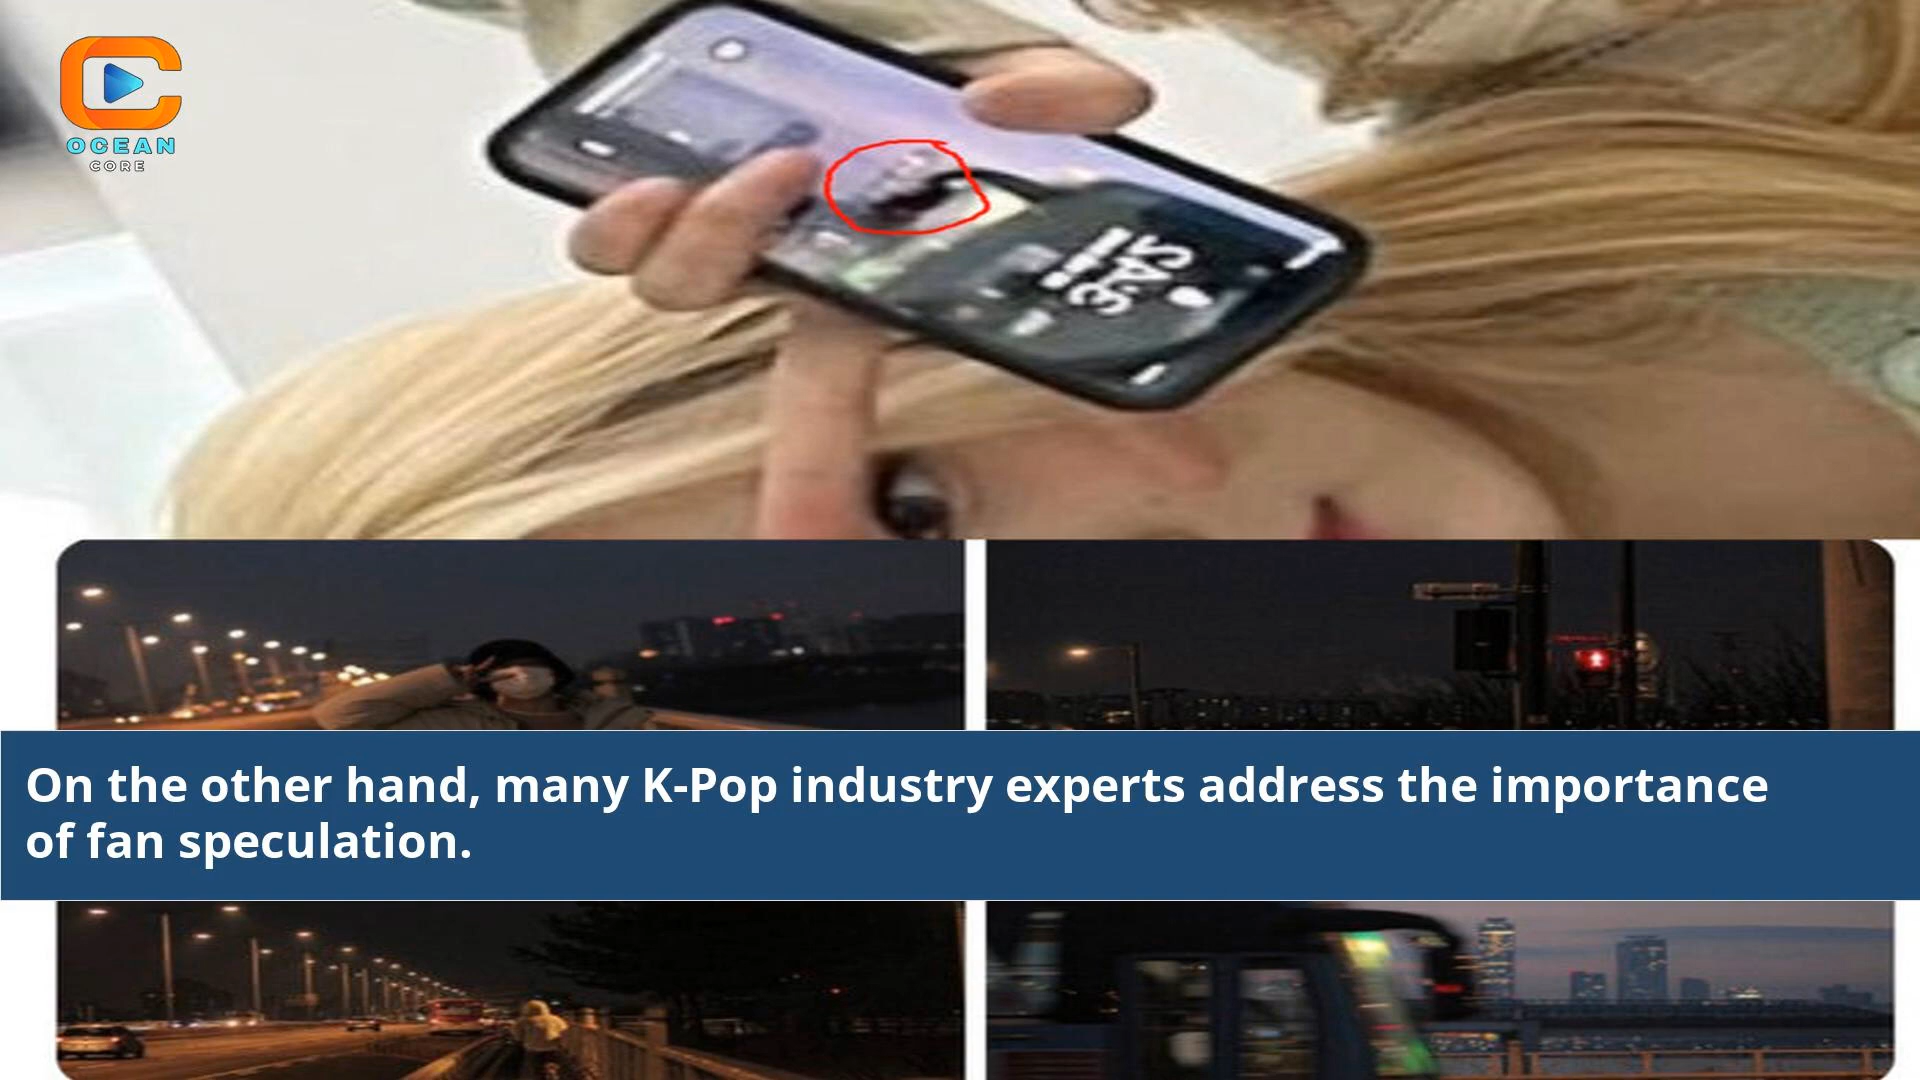 OCEAN
CORE
On the other hand, many K-Pop industry experts address the importance
of fan speculation.